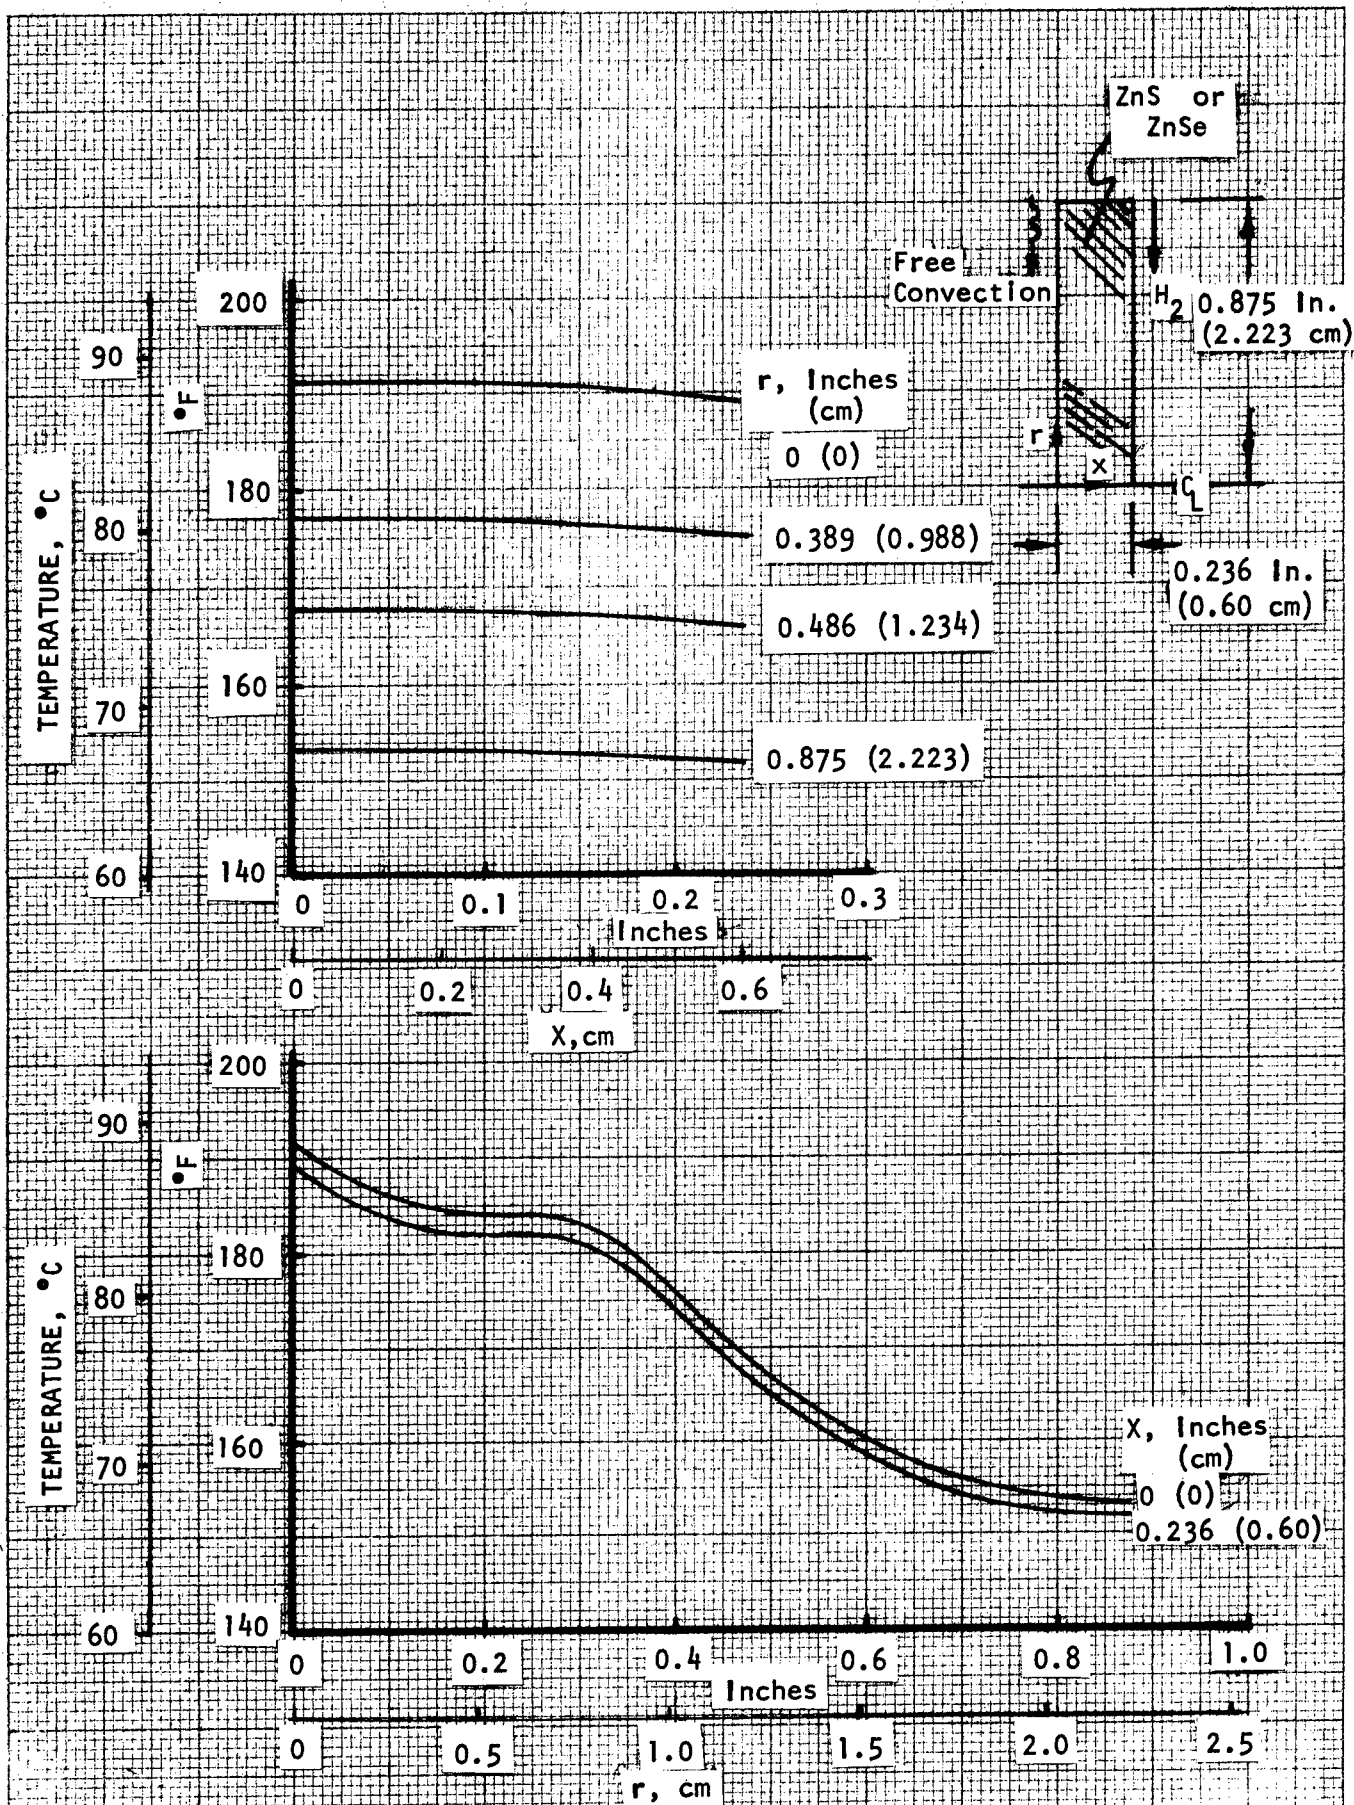 ZnS or
ZnSe
Free
Convection
H2
0.875 In.
(2.223 cm)
r
x
CL
0.236 In.
(0.60 cm)
TEMPERATURE, °C
90
80
70
60
°F
200
180
160
140
r, Inches
(cm)
0 (0)
0.389 (0.988)
0.486 (1.234)
0.875 (2.223)
0
0.1
0.2
0.3
Inches
0
0.2
0.4
0.6
X, cm
TEMPERATURE, °C
90
80
70
60
°F
200
180
160
140
X, Inches
(cm)
0 (0)
0.236 (0.60)
0
0.2
0.4
0.6
0.8
1.0
Inches
0
0.5
1.0
1.5
2.0
2.5
r, cm